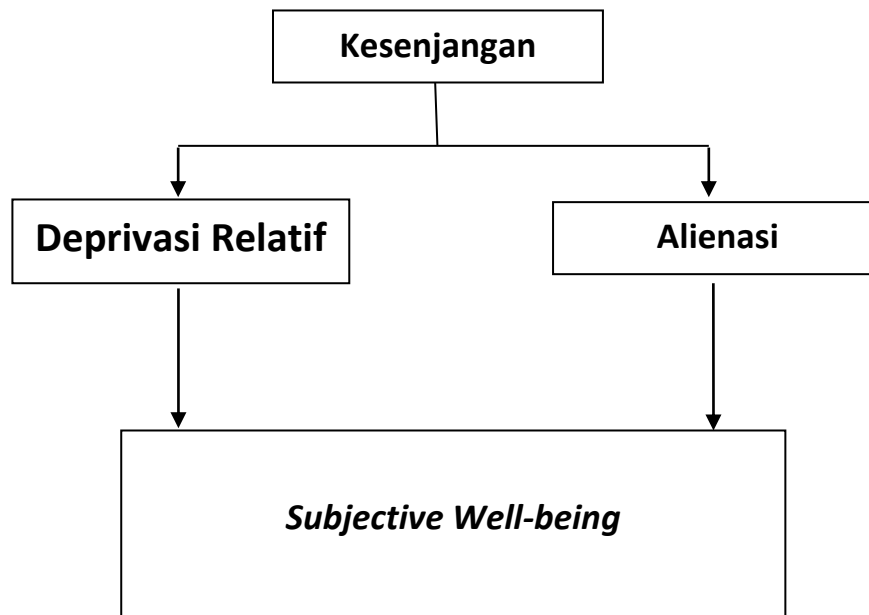 Kesenjangan
Deprivasi Relatif
Alienasi
Subjective Well-being